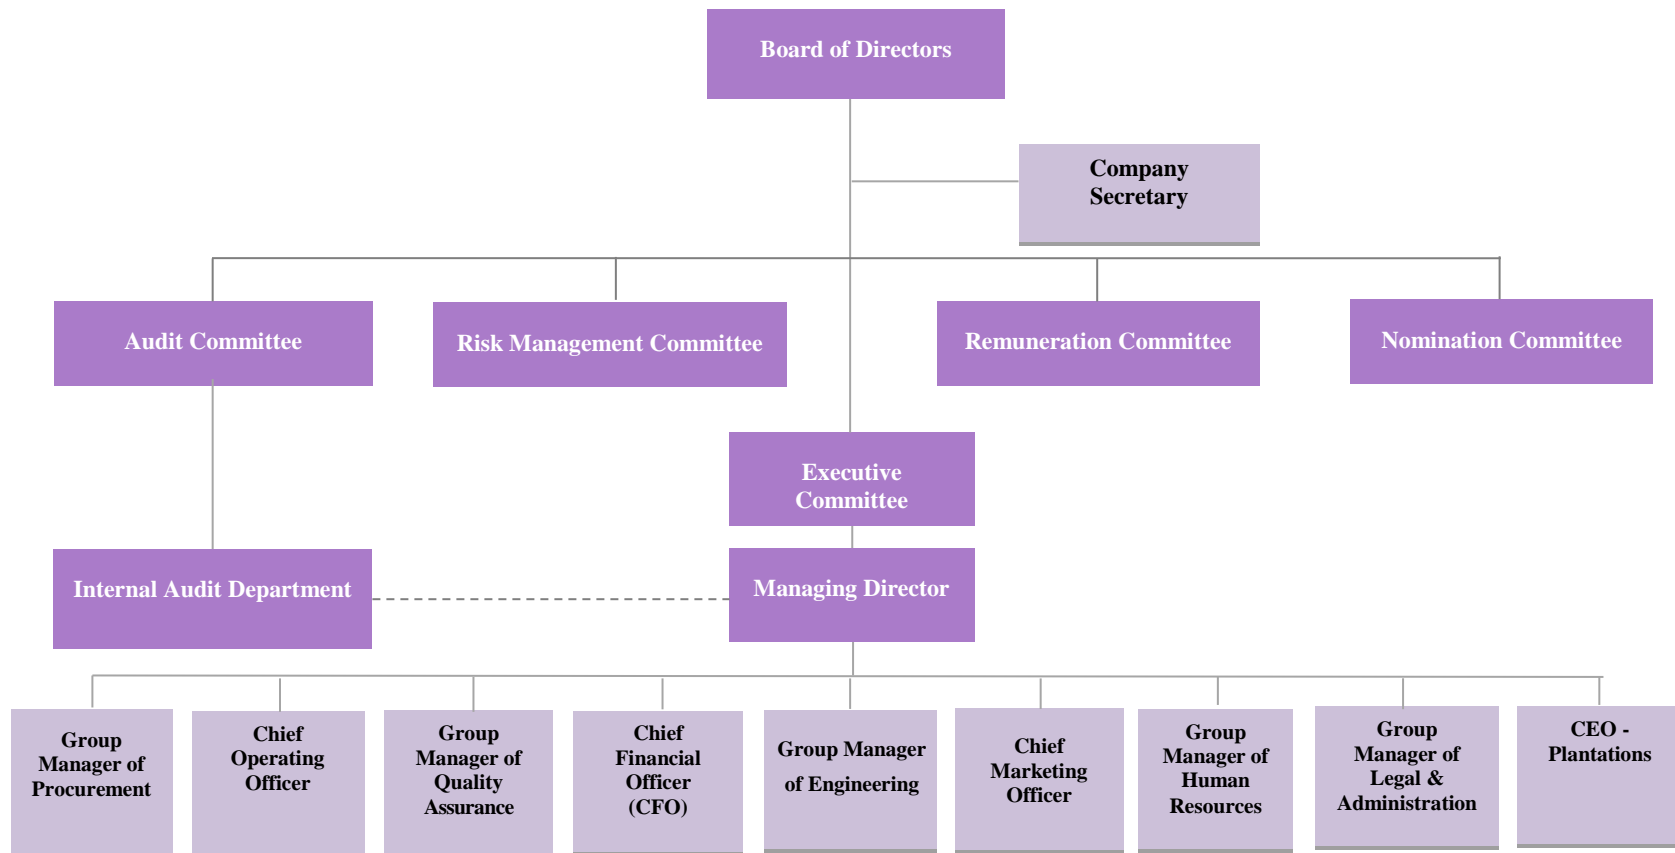 Board of Directors
Company
Secretary
Audit Committee
Risk Management Committee
Remuneration Committee
Nomination Committee
Executive
Committee
Internal Audit Department
Managing Director
Group
Manager of
Procurement
Chief
Operating
Officer
Group
Manager of
Quality
Assurance
Chief
Financial
Officer
(CFO)
Group Manager
of Engineering
Chief
Marketing
Officer
Group
Manager of
Human
Resources
Group
Manager of
Legal &
Administration
CEO -
Plantations